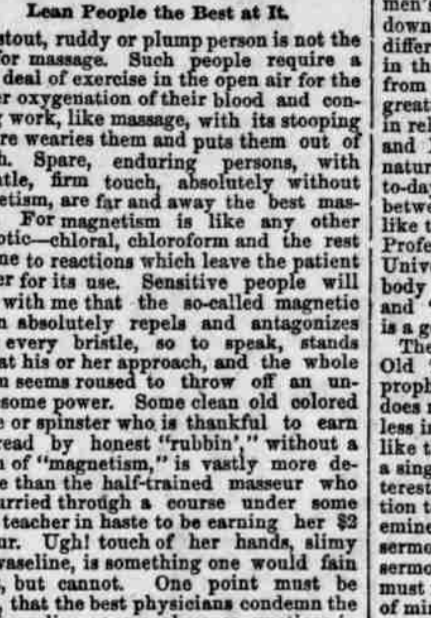 Lean People the Best at It.
stout, ruddy or plump person is not the
for massage. Such people require a
deal of exercise in the open air for the
er oxygenation of their blood and con-
work, like massage, with its stooping
re wearies them and puts them out of
h. Spare, enduring persons, with
tle, firm touch, absolutely without
etism, are far and away the best mas-
For magnetism is like any other
otic—chloral, chloroform and the rest
ne to reactions which leave the patient
er for its use. Sensitive people will
with me that the so-called magnetic
n absolutely repels and antagonizes
every bristle, so to speak, stands
at his or her approach, and the whole
n seems roused to throw off an un-
some power. Some clean old colored
e or spinster who is thankful to earn
read by honest "rubbin'," without a
n of "magnetism," is vastly more de-
e than the half-trained masseur who
urried through a course under some
teacher in haste to be earning her $2
ur. Ugh! touch of her hands, slimy
vaseline, is something one would fain
, but cannot. One point must be
, that the best physicians condemn the
men's
down
differ
in th
from
great
in rel
and
natur
to-day
betwe
like t
Profe
Unive
body
and
is a g
The
Old
proph
does n
less in
like t
a sing
terest
tion t
emine
sermo
sermo
must
of min